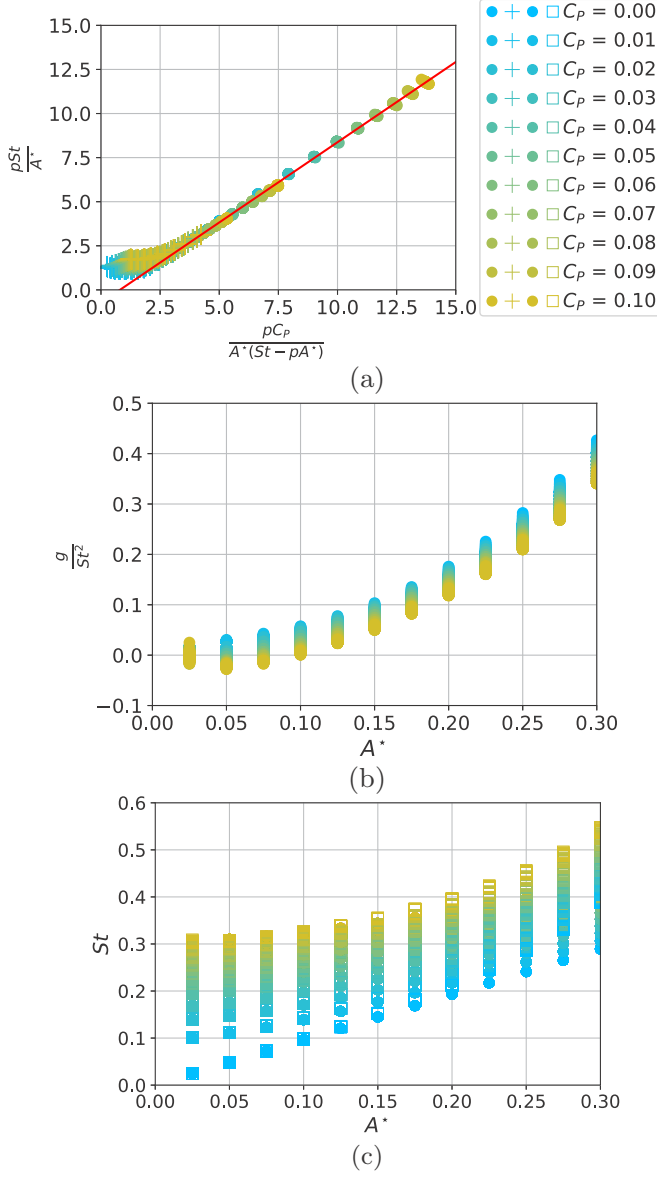 15.0
12.5
10.0
7.5
5.0
2.5
0.0
pSt
A⋆
0.0 2.5 5.0 7.5 10.0 12.5 15.0
pC_P
A⋆(St − pA⋆)
(a)
C_P = 0.00
C_P = 0.01
C_P = 0.02
C_P = 0.03
C_P = 0.04
C_P = 0.05
C_P = 0.06
C_P = 0.07
C_P = 0.08
C_P = 0.09
C_P = 0.10
0.5
0.4
0.3
0.2
0.1
0.0
−0.1
g
St²
0.00 0.05 0.10 0.15 0.20 0.25 0.30
A⋆
(b)
0.6
0.5
0.4
0.3
0.2
0.1
0.0
St
0.00 0.05 0.10 0.15 0.20 0.25 0.30
A⋆
(c)